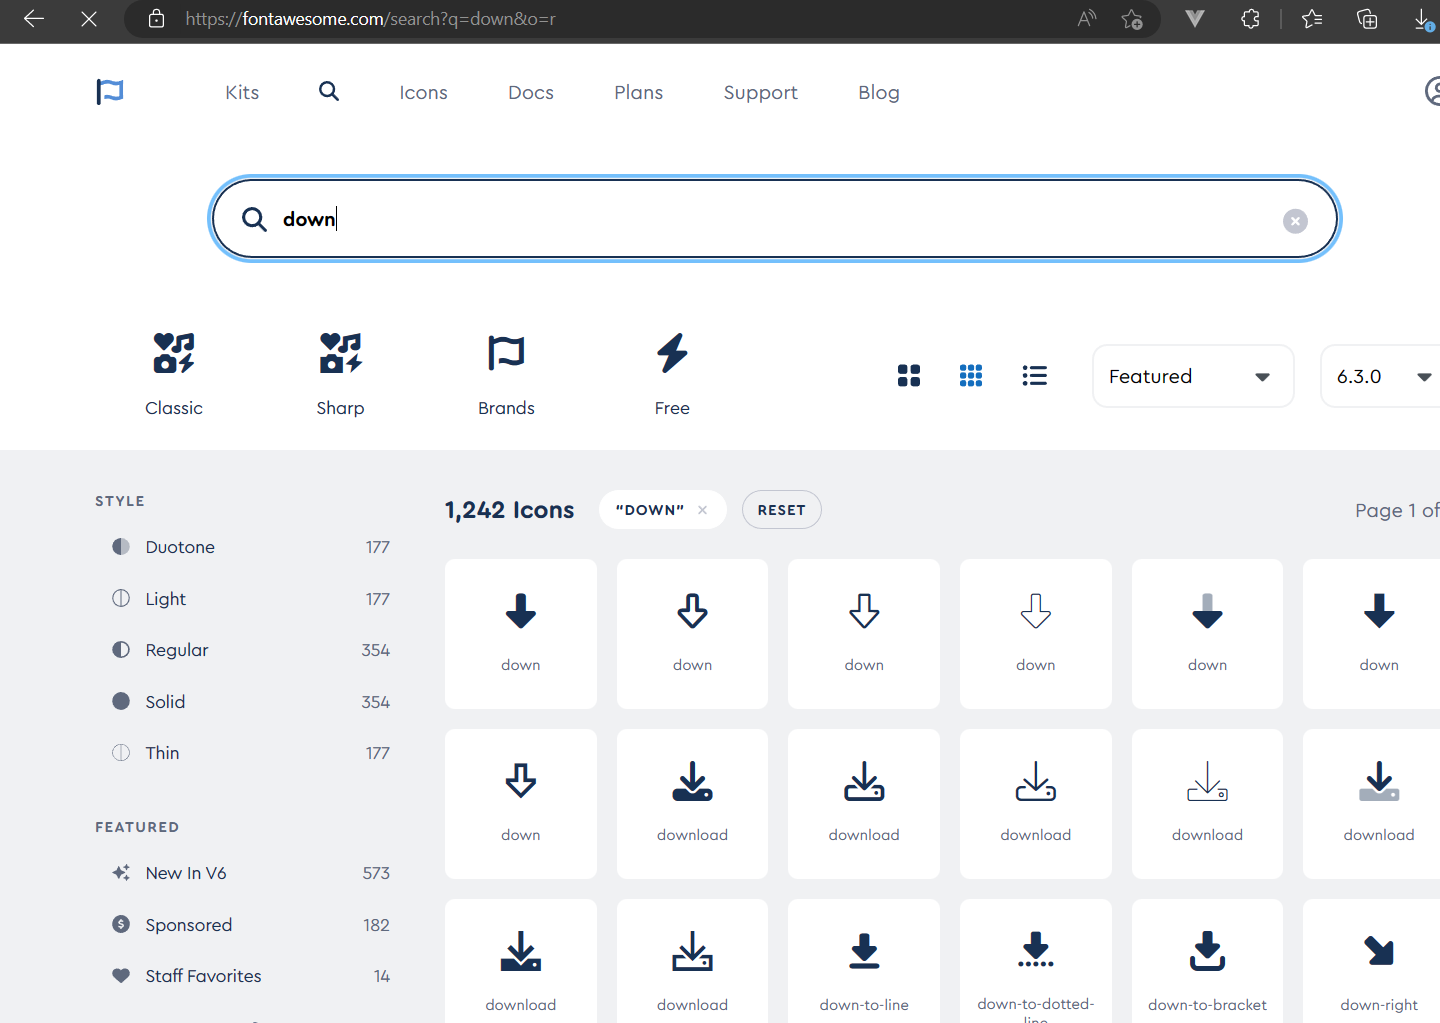 https://fontawesome.com/search?q=down&o=r
Kits
Icons
Docs
Plans
Support
Blog
down
Classic
Sharp
Brands
Free
Featured
6.3.0
STYLE
Duotone 177
Light 177
Regular 354
Solid 354
Thin 177
FEATURED
New In V6 573
Sponsored 182
Staff Favorites 14
1,242 Icons
“DOWN” ×
RESET
Page 1 of
down
down
down
down
down
down
down
download
download
download
download
download
download
download
down-to-line
down-to-dotted-
line
down-to-bracket
down-right